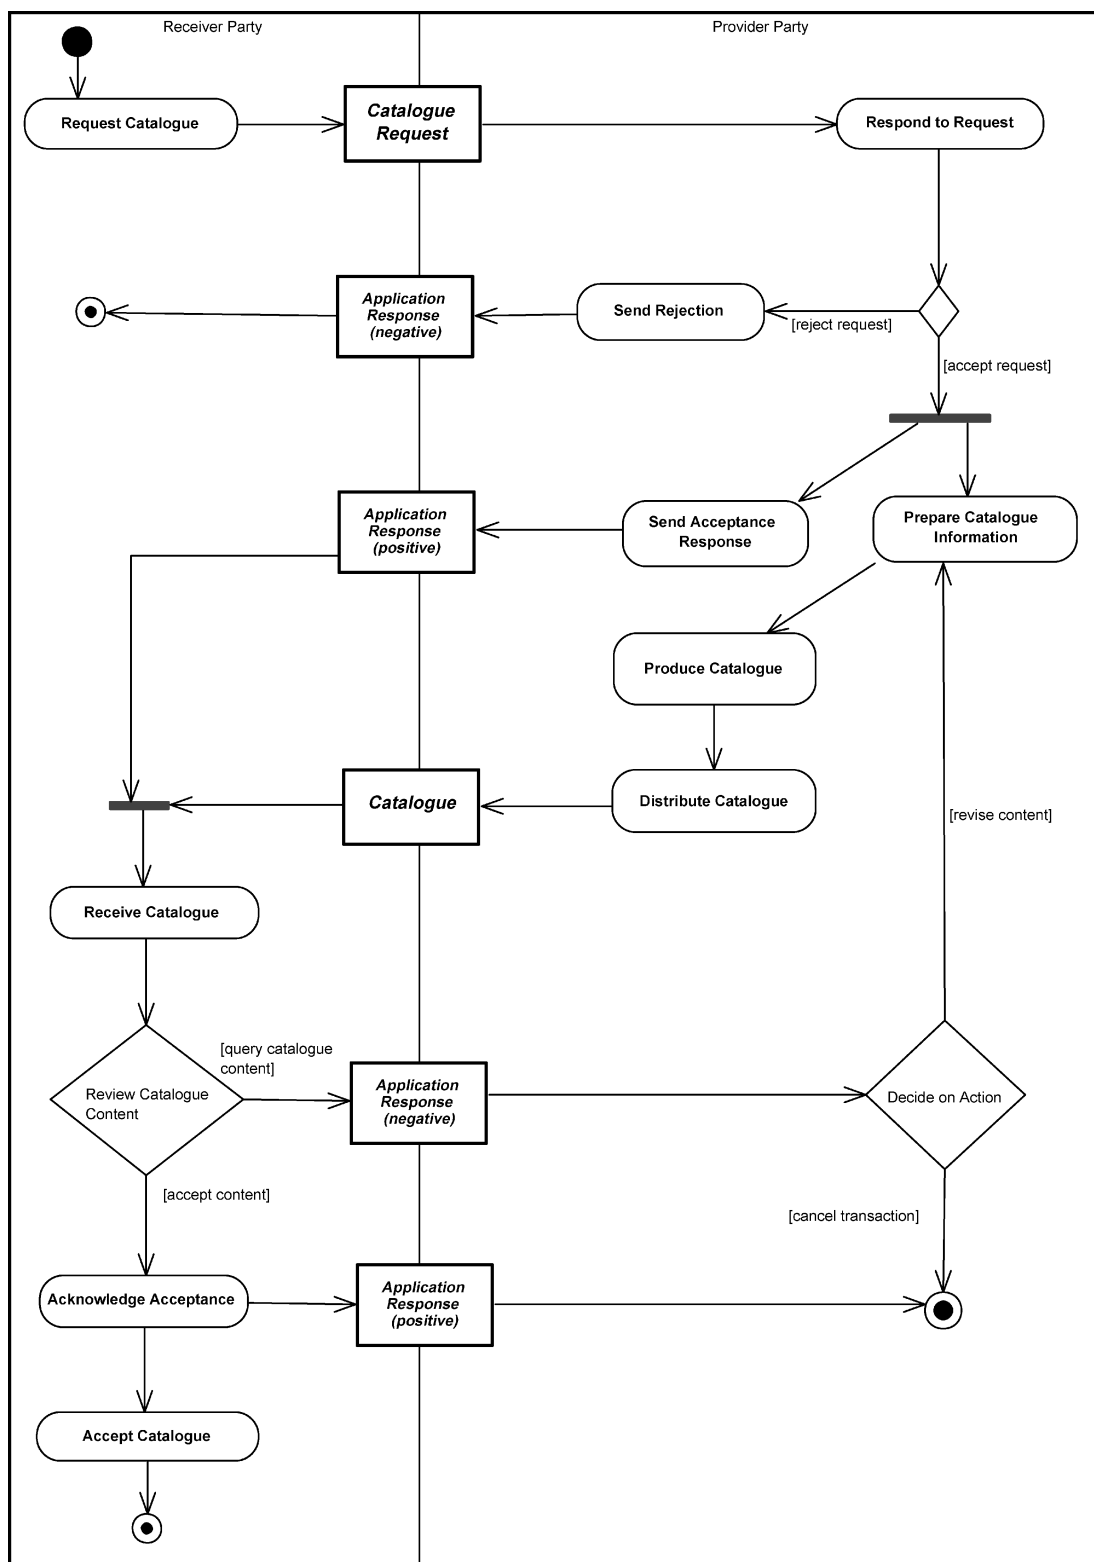 Receiver Party
Provider Party
Request Catalogue
Catalogue
Request
Respond to Request
Application
Response
(negative)
Send Rejection
[reject request]
[accept request]
Application
Response
(positive)
Send Acceptance
Response
Prepare Catalogue
Information
Produce Catalogue
Catalogue
Distribute Catalogue
[revise content]
Receive Catalogue
[query catalogue
content]
Review Catalogue
Content
Application
Response
(negative)
Decide on Action
[accept content]
[cancel transaction]
Acknowledge Acceptance
Application
Response
(positive)
Accept Catalogue